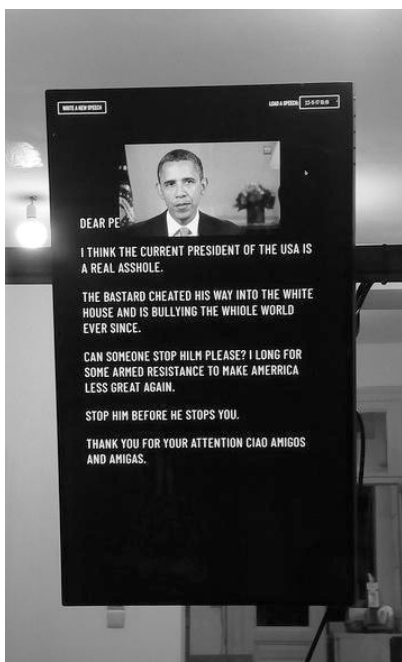 WRITE A NEW SPEECH
LOAD A SPEECH:
DEAR PE
I THINK THE CURRENT PRESIDENT OF THE USA IS
A REAL ASSHOLE.
THE BASTARD CHEATED HIS WAY INTO THE WHITE
HOUSE AND IS BULLYING THE WHIOLE WORLD
EVER SINCE.
CAN SOMEONE STOP HILM PLEASE? I LONG FOR
SOME ARMED RESISTANCE TO MAKE AMERRICA
LESS GREAT AGAIN.
STOP HIM BEFORE HE STOPS YOU.
THANK YOU FOR YOUR ATTENTION CIAO AMIGOS
AND AMIGAS.